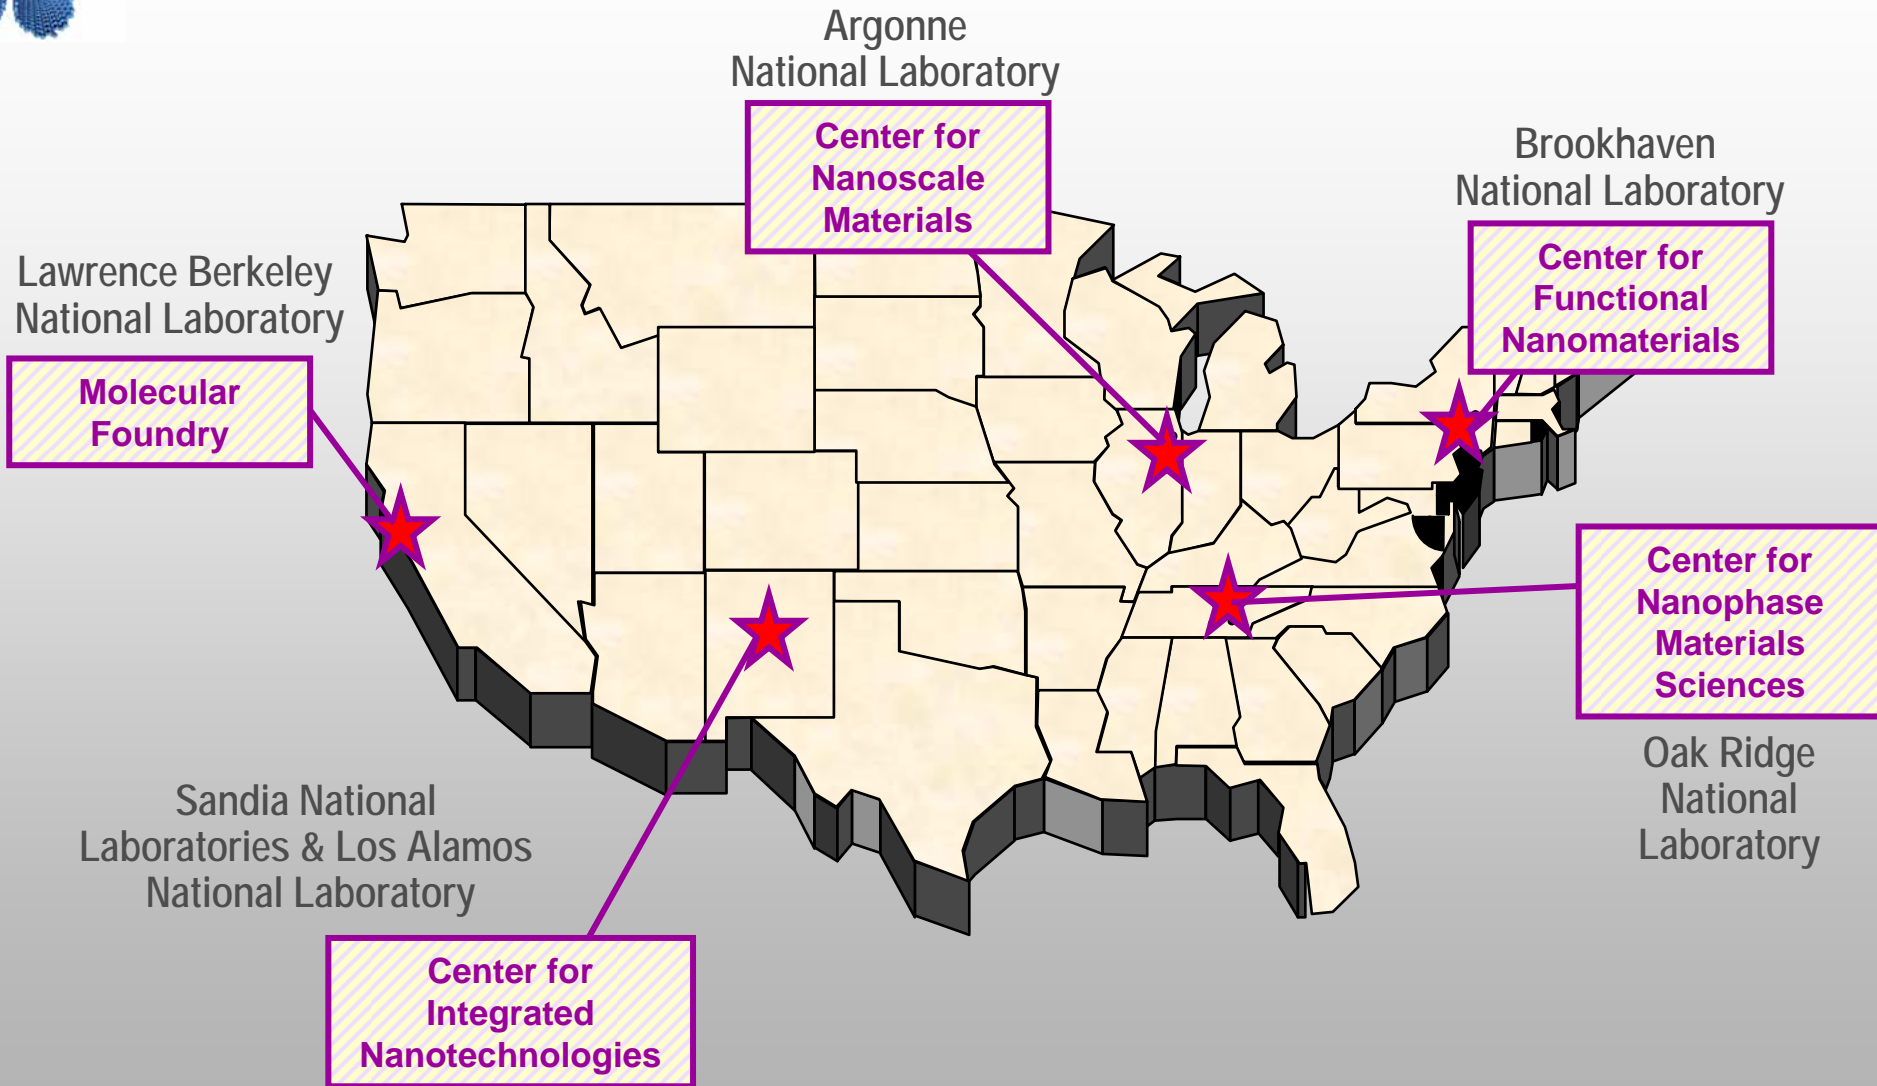 Argonne
National Laboratory
Center for
Nanoscale
Materials
Brookhaven
National Laboratory
Center for
Functional
Nanomaterials
Lawrence Berkeley
National Laboratory
Molecular
Foundry
Center for
Nanophase
Materials
Sciences
Oak Ridge
National
Laboratory
Sandia National
Laboratories & Los Alamos
National Laboratory
Center for
Integrated
Nanotechnologies